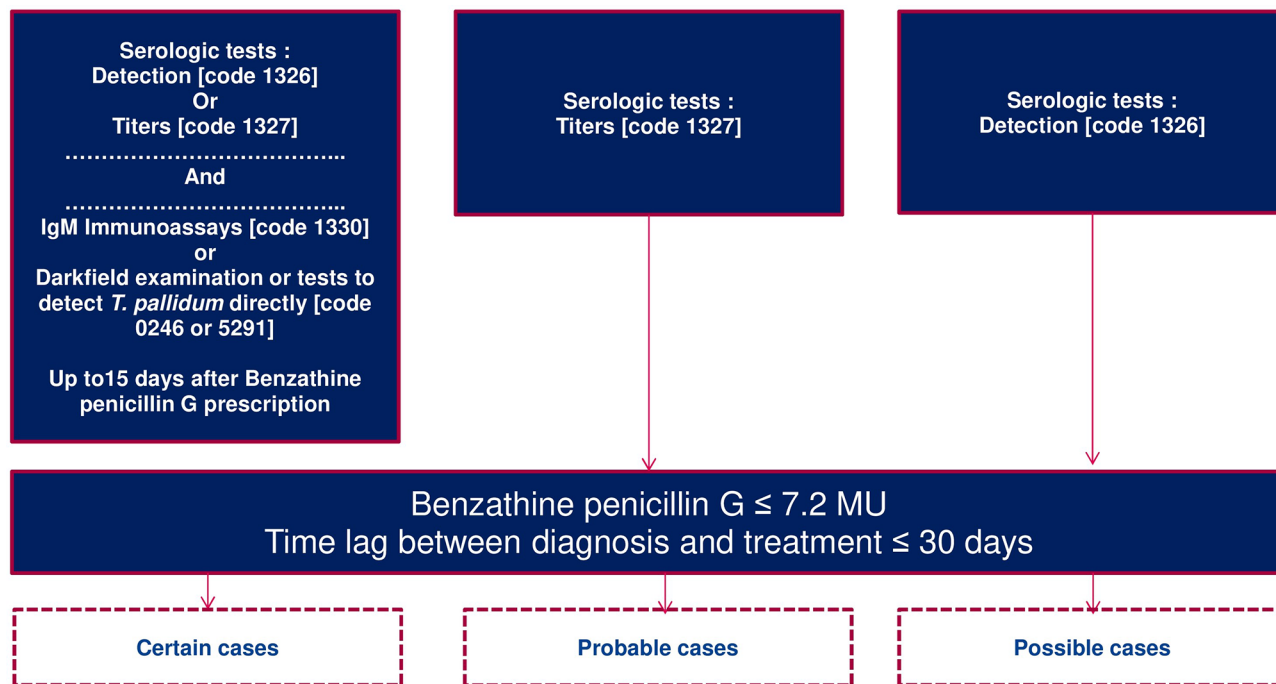 Serologic tests :
Detection [code 1326]
Or
Titers [code 1327]
…………………………………...
And
…………………………………...
IgM Immunoassays [code 1330]
or
Darkfield examination or tests to
detect T. pallidum directly [code
0246 or 5291]
Up to15 days after Benzathine
penicillin G prescription
Serologic tests :
Titers [code 1327]
Serologic tests :
Detection [code 1326]
Benzathine penicillin G ≤ 7.2 MU
Time lag between diagnosis and treatment ≤ 30 days
Certain cases
Probable cases
Possible cases